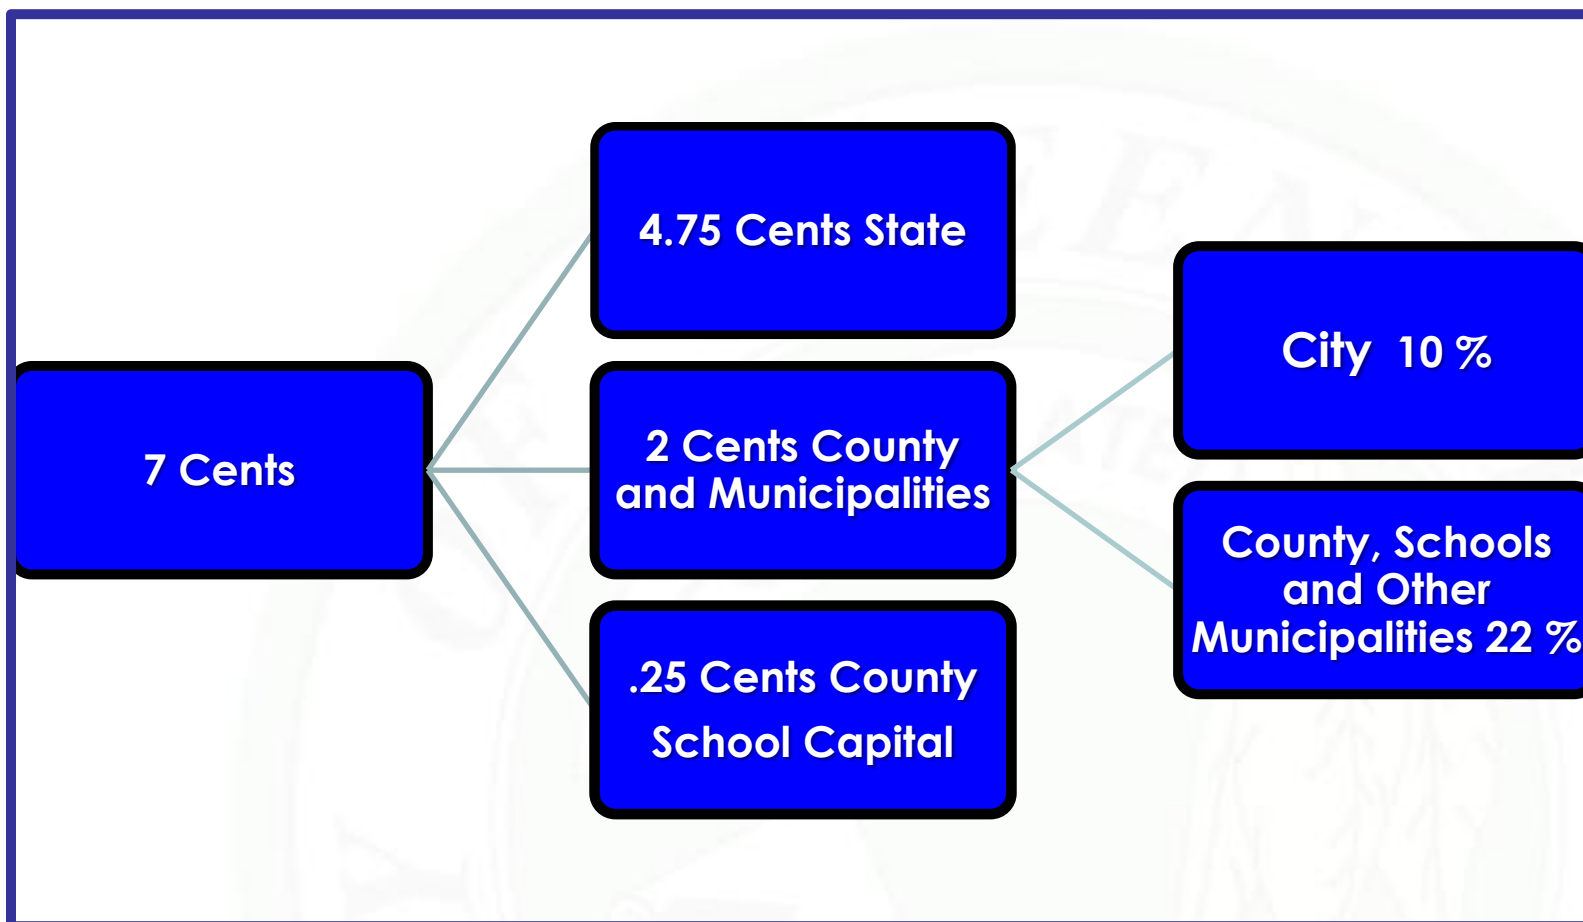 7 Cents
4.75 Cents State
2 Cents County
and Municipalities
.25 Cents County
School Capital
City 10 %
County, Schools
and Other
Municipalities 22 %